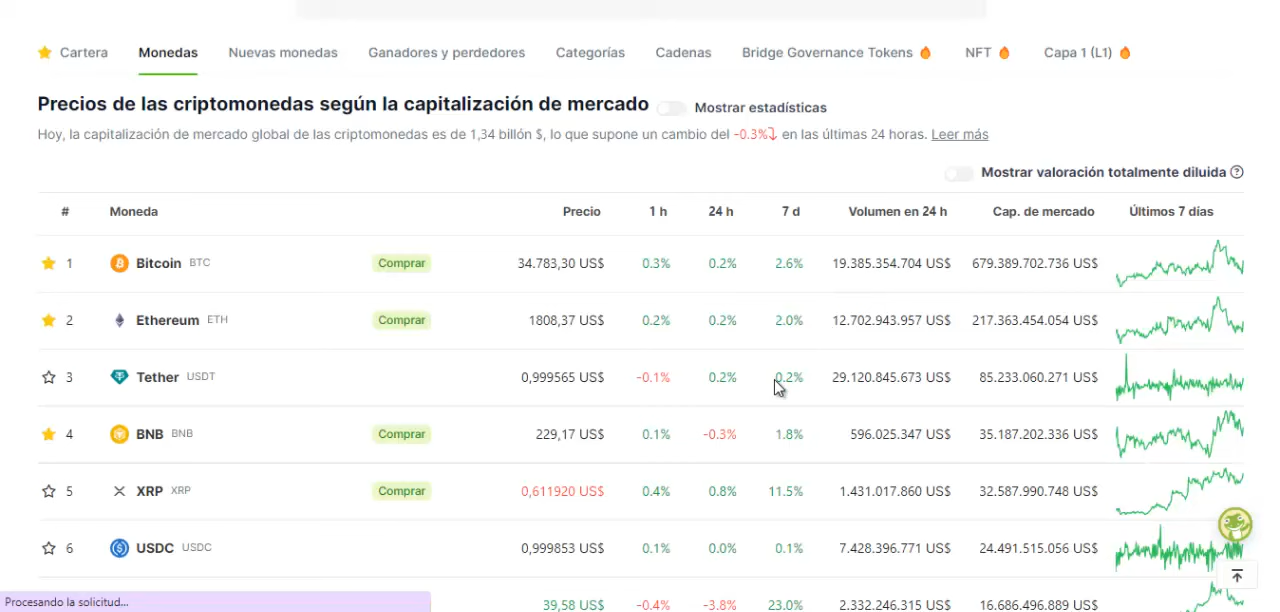 Cartera Monedas Nuevas monedas Ganadores y perdedores Categorías Cadenas Bridge Governance Tokens NFT Capa 1 (L1)
Precios de las criptomonedas según la capitalización de mercado Mostrar estadísticas
Hoy, la capitalización de mercado global de las criptomonedas es de 1,34 billón $, lo que supone un cambio del -0.3% en las últimas 24 horas. Leer más
Mostrar valoración totalmente diluida ?
# Moneda Precio 1 h 24 h 7 d Volumen en 24 h Cap. de mercado Últimos 7 días
1 Bitcoin BTC Comprar 34.783,30 US$ 0.3% 0.2% 2.6% 19.385.354.704 US$ 679.389.702.736 US$
2 Ethereum ETH Comprar 1808,37 US$ 0.2% 0.2% 2.0% 12.702.943.957 US$ 217.363.454.054 US$
3 Tether USDT 0,999565 US$ -0.1% 0.2% 0.2% 29.120.845.673 US$ 85.233.060.271 US$
4 BNB BNB Comprar 229,17 US$ 0.1% -0.3% 1.8% 596.025.347 US$ 35.187.202.336 US$
5 XRP XRP Comprar 0,611920 US$ 0.4% 0.8% 11.5% 1.431.017.860 US$ 32.587.990.748 US$
6 USDC USDC 0,999853 US$ 0.1% 0.0% 0.1% 7.428.396.771 US$ 24.491.515.056 US$
39,58 US$ -0.4% -3.8% 23.0% 2.332.246.315 US$ 16.686.496.889 US$
Procesando la solicitud...